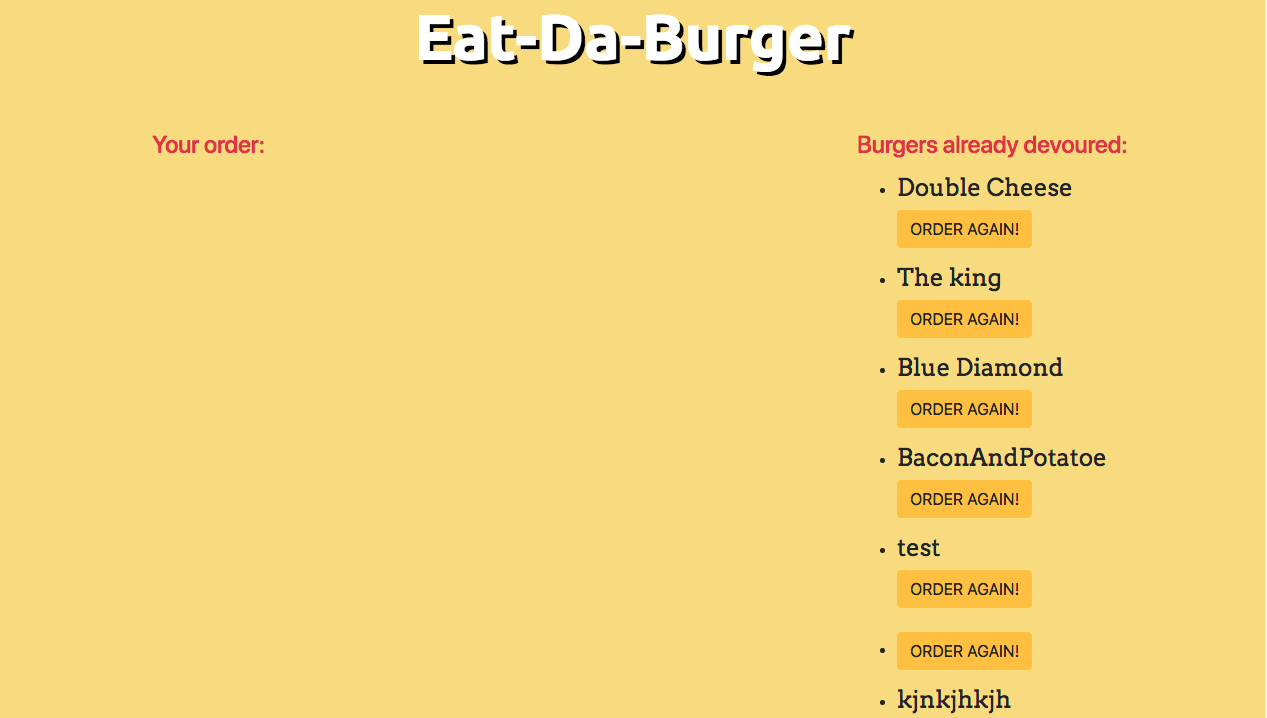 Eat-Da-Burger
Your order:
Burgers already devoured:
Double Cheese
ORDER AGAIN!
The king
ORDER AGAIN!
Blue Diamond
ORDER AGAIN!
BaconAndPotatoe
ORDER AGAIN!
test
ORDER AGAIN!
ORDER AGAIN!
kjnkjhkjh